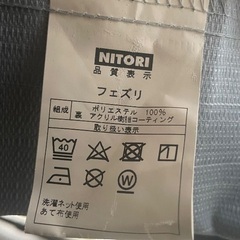 NITORI
品質表示
フェズリ
組成 ポリエステル 100%
裏 アクリル樹脂コーティング
取り扱い表示
40
1
W
洗濯ネット使用
あて布使用